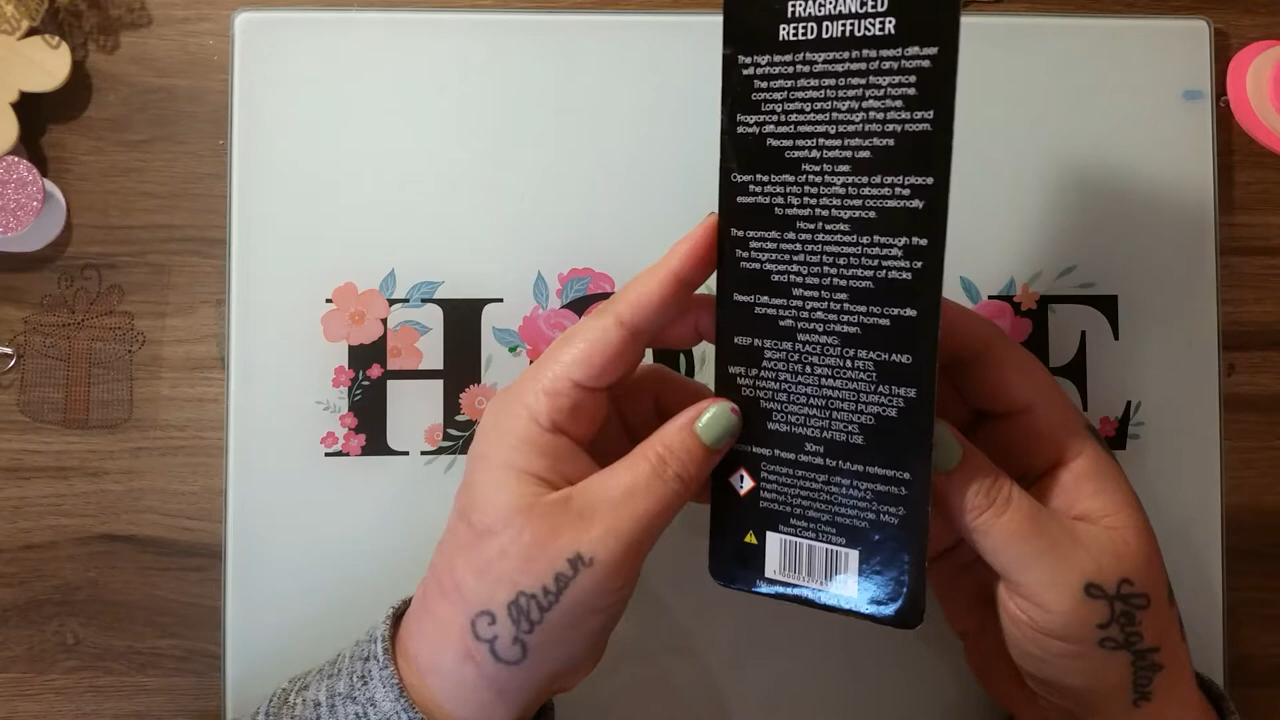 FRAGRANCED
REED DIFFUSER
The high level of fragrance in this reed diffuser
will enhance the atmosphere of any home.
The rattan sticks are a new fragrance
concept created to scent your home.
Long lasting and highly effective.
Fragrance is absorbed through the sticks and
slowly diffused, releasing scent into any room.
Please read these instructions
carefully before use.
How to use:
Open the bottle of the fragrance oil and place
the sticks into the bottle to absorb the
essential oils. Flip the sticks over occasionally
to refresh the fragrance.
How it works:
The aromatic oils are absorbed up through the
slender reeds and released naturally.
The fragrance will last for up to four weeks or
more depending on the number of sticks
and the size of the room.
Where to use:
Reed Diffusers are great for those no candle
zones such as offices and homes
with young children.
WARNING:
KEEP IN SECURE PLACE OUT OF REACH AND
SIGHT OF CHILDREN & PETS.
AVOID EYE & SKIN CONTACT.
WIPE UP ANY SPILLAGES IMMEDIATELY AS THESE
MAY HARM POLISHED/PAINTED SURFACES.
DO NOT USE FOR ANY OTHER PURPOSE
THAN ORIGINALLY INTENDED.
DO NOT LIGHT STICKS.
WASH HANDS AFTER USE.
30ml
keep these details for future reference.
Contains amongst other ingredients:3-
Phenylacrylaldehyde;4-Allyl-2-
methoxyphenol;2H-Chromen-2-one;2-
Methyl-3-phenylacrylaldehyde. May
produce an allergic reaction.
Made in China
Item Code 327899
H E
Ellison
Leighton